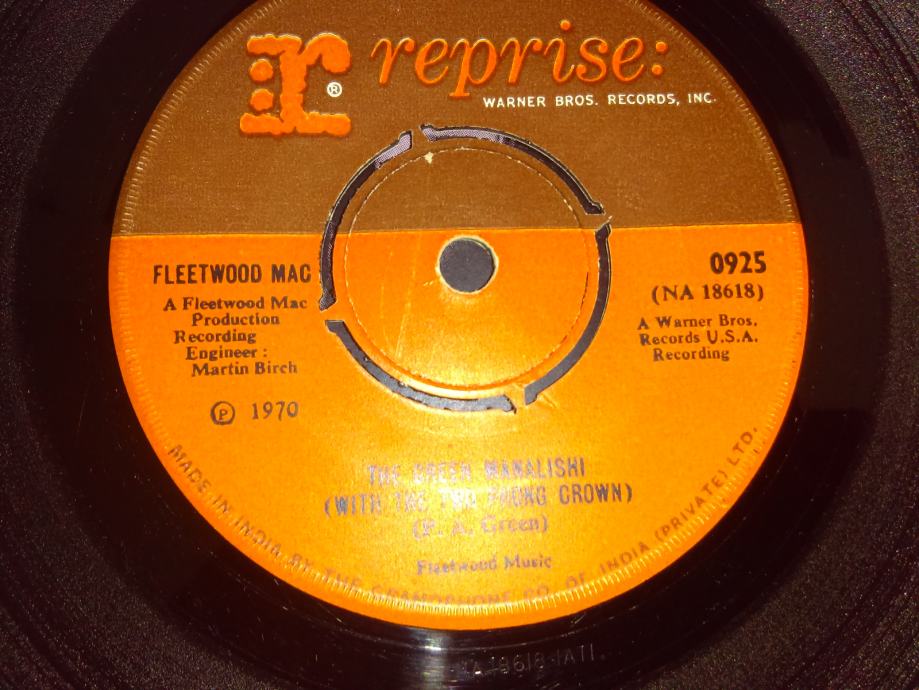 r® reprise:
WARNER BROS. RECORDS, INC.
FLEETWOOD MAC
A Fleetwood Mac
Production
Recording
Engineer :
Martin Birch
℗ 1970
0925
(NA 18618)
A Warner Bros.
Records U.S.A.
Recording
THE GREEN MANALISHI
(WITH THE TWO PRONG CROWN)
(P. A. Green)
Fleetwood Music
MADE IN INDIA BY THE GRAMOPHONE CO. OF INDIA (PRIVATE) LTD.